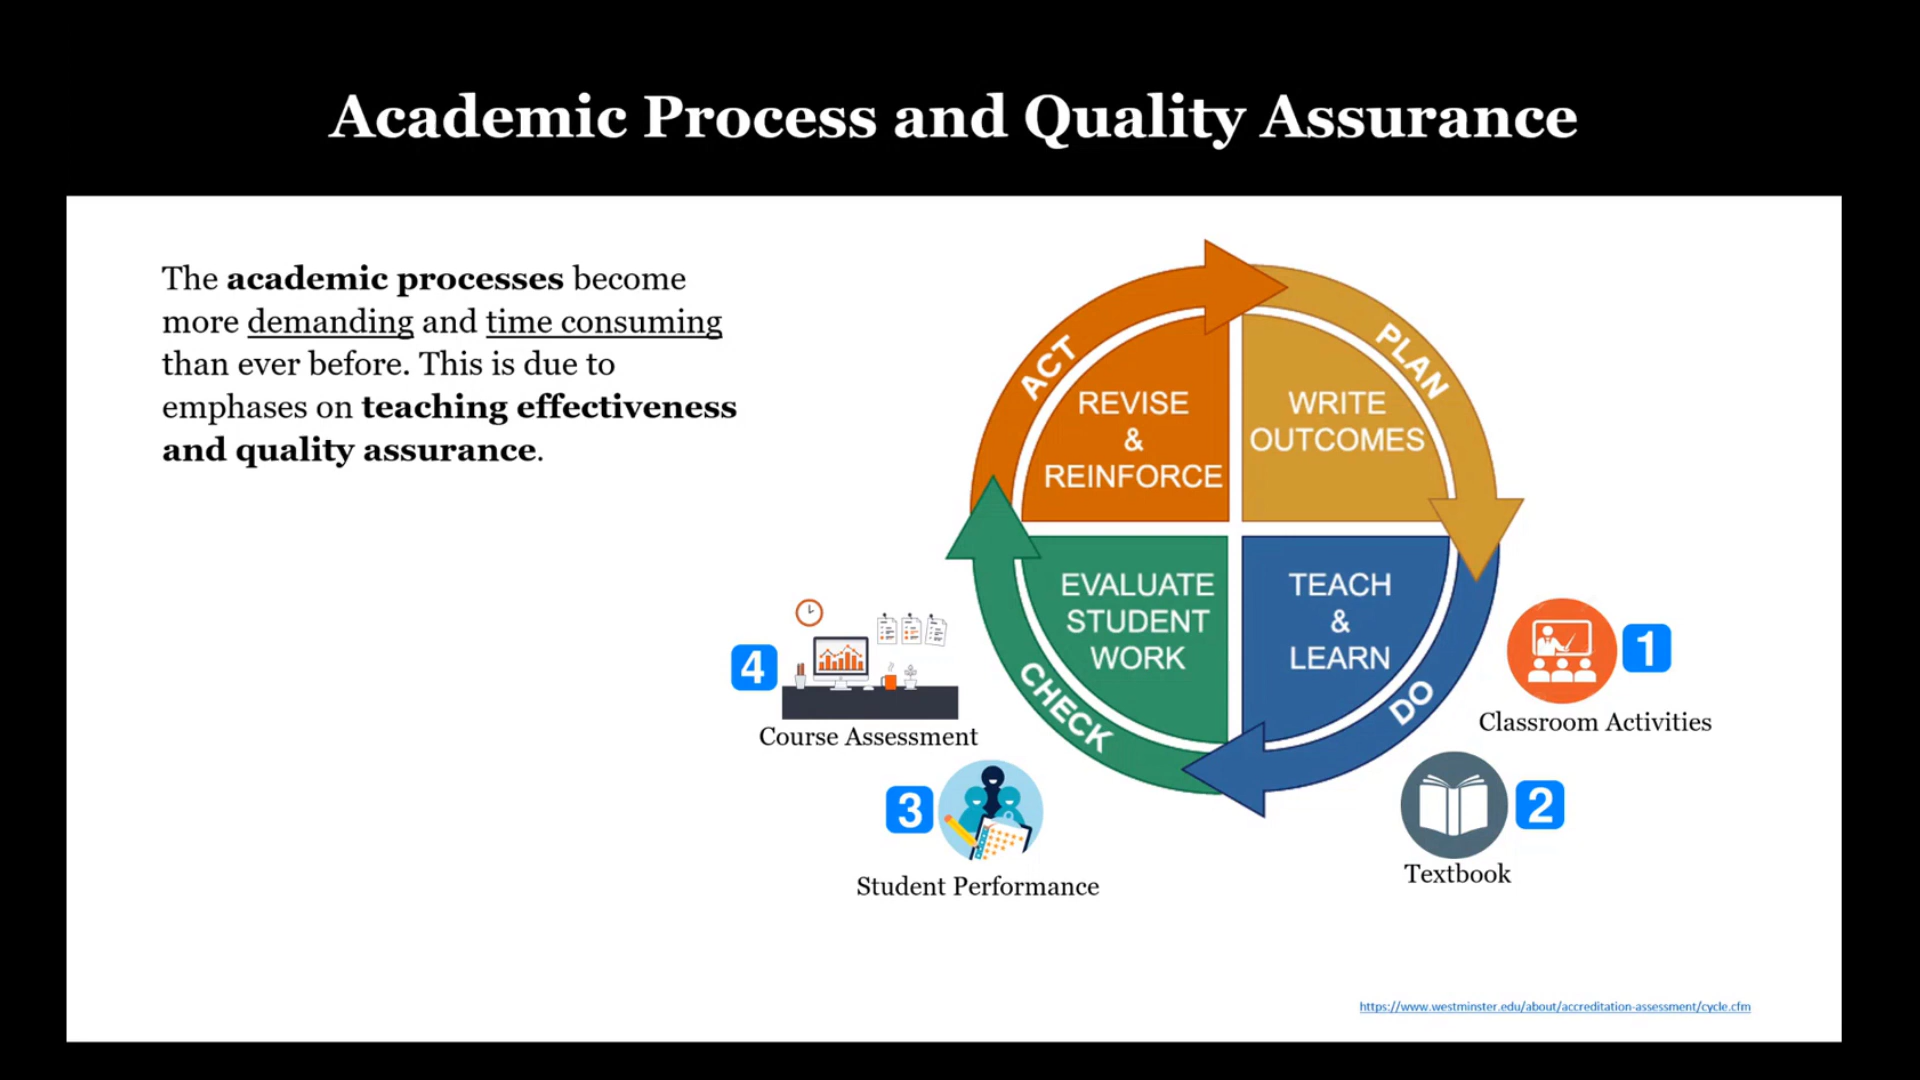 Academic Process and Quality Assurance
The academic processes become
more demanding and time consuming
than ever before. This is due to
emphases on teaching effectiveness
and quality assurance.
ACT
PLAN
REVISE
&
REINFORCE
WRITE
OUTCOMES
EVALUATE
STUDENT
WORK
TEACH
&
LEARN
CHECK
DO
1
Classroom Activities
2
Textbook
3
Student Performance
4
Course Assessment
https://www.westminster.edu/about/accreditation-assessment/cycle.cfm